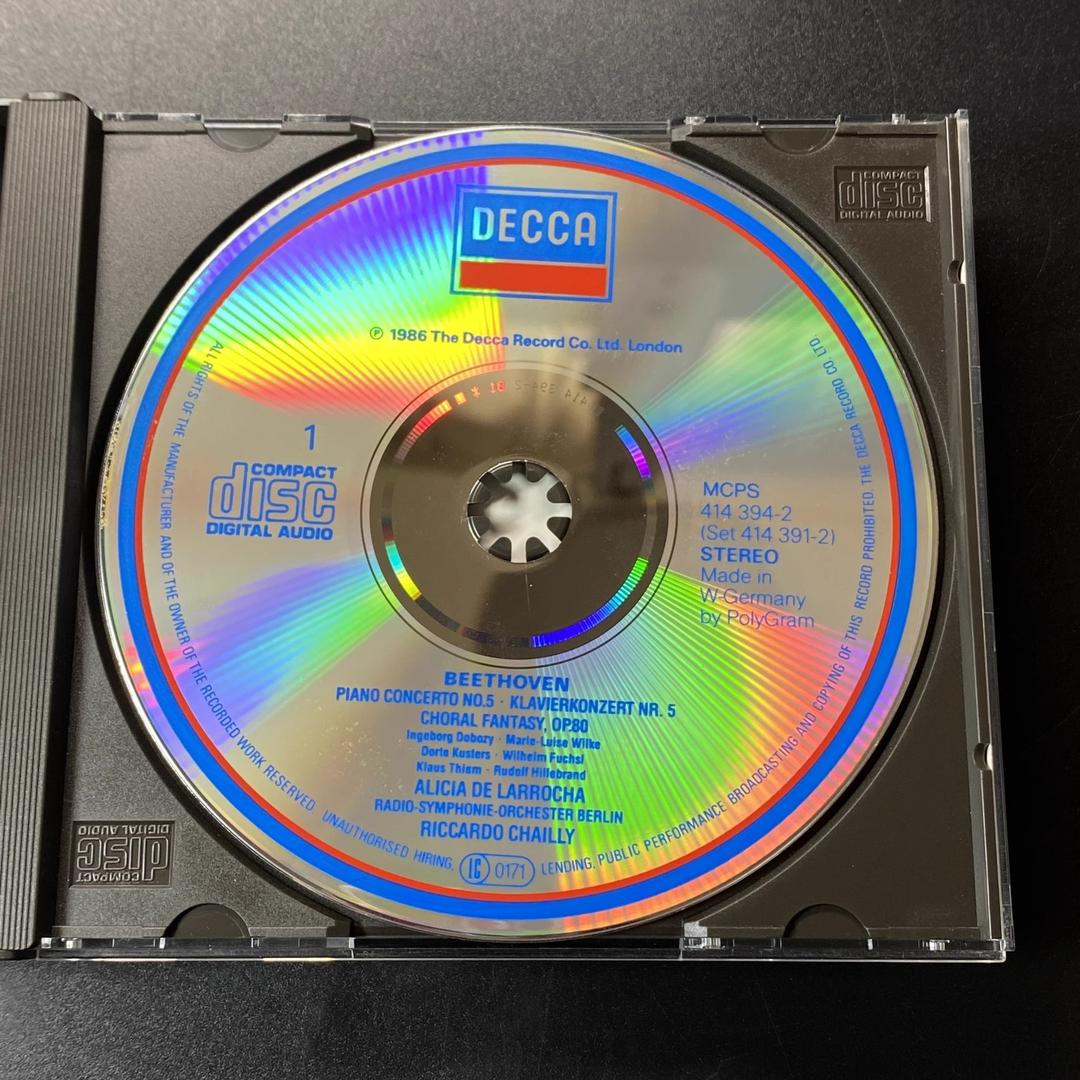 DECCA
℗ 1986 The Decca Record Co. Ltd. London
1
COMPACT
disc
DIGITAL AUDIO
MCPS
414 394-2
(Set 414 391-2)
STEREO
Made in
W-Germany
by PolyGram
BEETHOVEN
PIANO CONCERTO NO.5 · KLAVIERKONZERT NR. 5
CHORAL FANTASY, OP.80
Ingeborg Dobozy · Marie-Luise Wilke
Dorte Kusters · Wilheim Fuchsl
Klaus Thiem · Rudolf Hillebrand
ALICIA DE LARROCHA
RADIO-SYMPHONIE-ORCHESTER BERLIN
RICCARDO CHAILLY
ALL RIGHTS OF THE MANUFACTURER AND OF THE OWNER OF THE RECORDED WORK RESERVED UNAUTHORISED HIRING, LENDING, PUBLIC PERFORMANCE BROADCASTING AND COPYING OF THIS RECORD PROHIBITED THE DECCA RECORD CO. LTD.
LC 0171
COMPACT
disc
DIGITAL AUDIO
COMPACT
disc
DIGITAL AUDIO
414 394-2